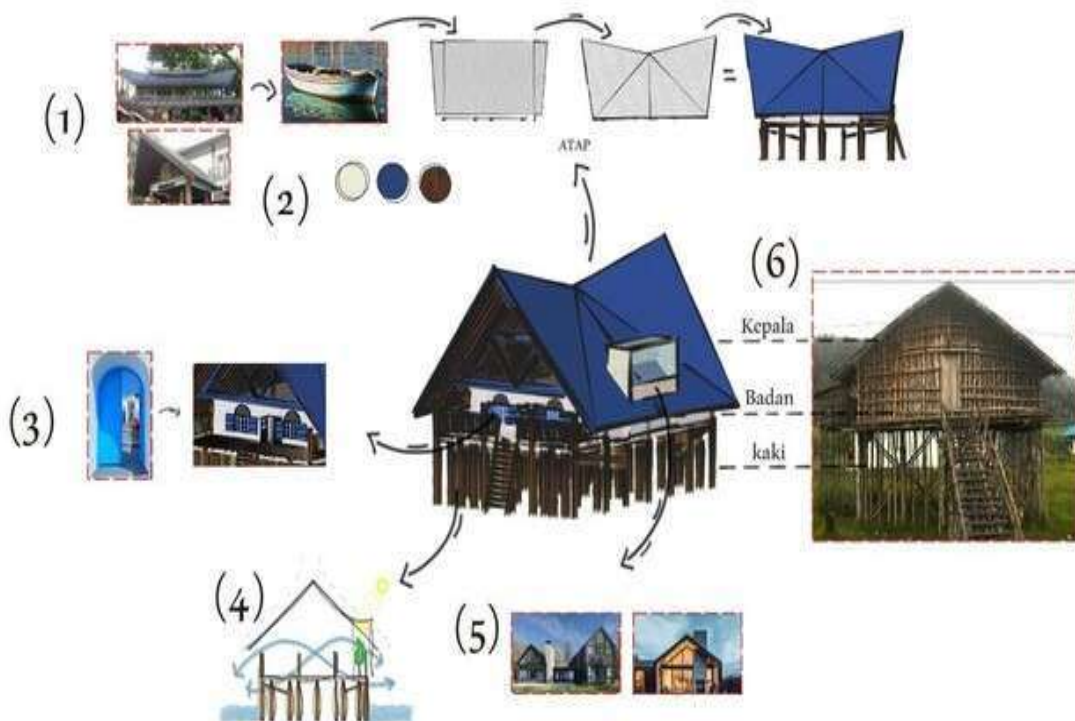 (1)
ATAP
=
(2)
(6)
Kepala
Badan
kaki
(3)
(4)
(5)